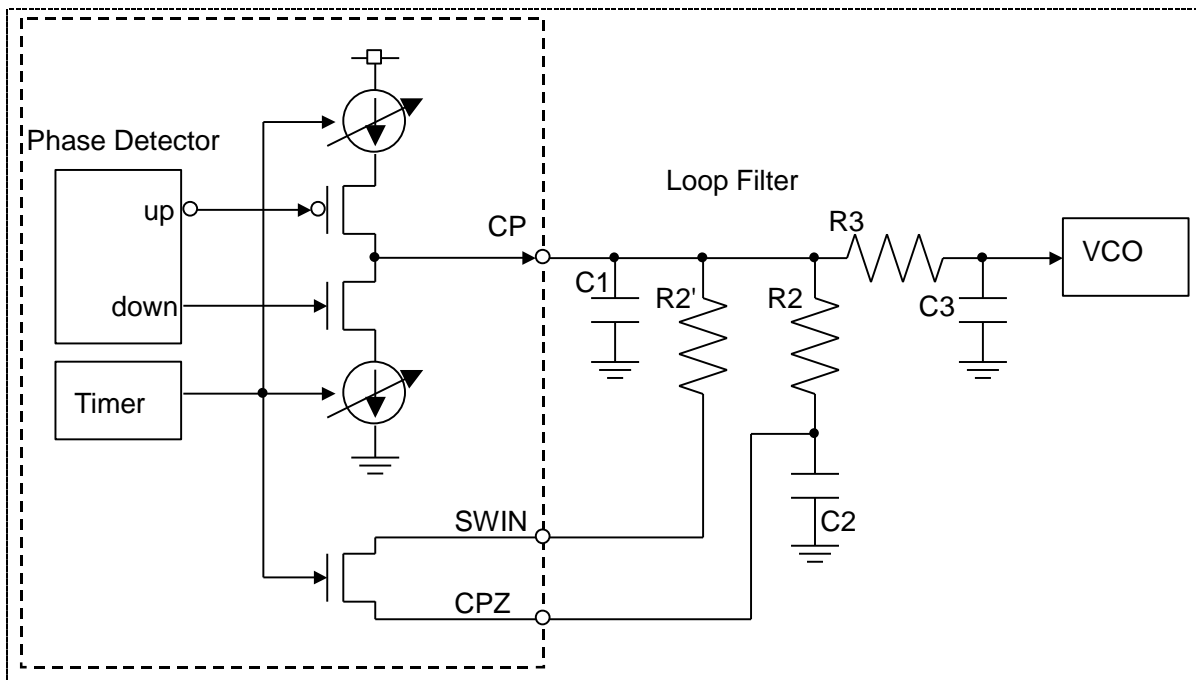 Phase Detector
up
down
Timer
CP
SWIN
CPZ
Loop Filter
C1
R2'
R2
R3
C3
C2
VCO